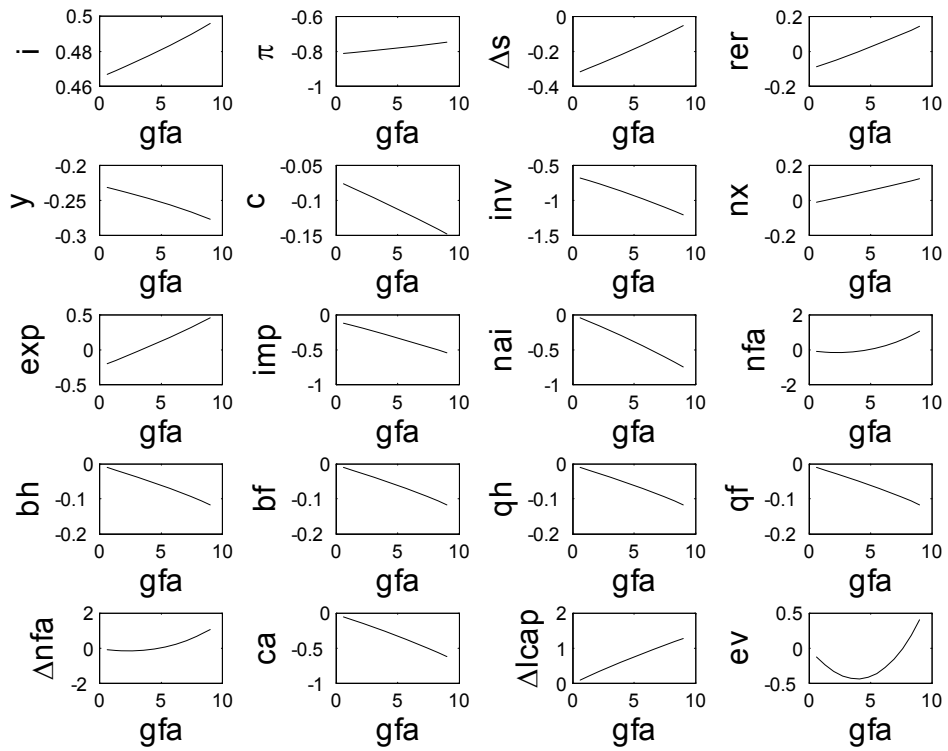 0.5 0 0 0.2
i 0.48 π -0.8 Δs -0.2 rer 0
0.46 -1 -0.4 -0.2
0 5 10 0 5 10 0 5 10 0 5 10
gfa gfa gfa gfa
-0.2 -0.05 -0.5 0.2
y -0.25 c -0.1 inv -1 nx 0
-0.3 -0.15 -1.5 -0.2
0 5 10 0 5 10 0 5 10 0 5 10
gfa gfa gfa gfa
0.5 0 0 2
exp 0 imp -0.5 nai -0.5 nfa 0
-0.5 -1 -1 -2
0 5 10 0 5 10 0 5 10 0 5 10
gfa gfa gfa gfa
0 0 0 0
bh -0.1 bf -0.1 qh -0.1 qf -0.1
-0.2 -0.2 -0.2 -0.2
0 5 10 0 5 10 0 5 10 0 5 10
gfa gfa gfa gfa
2 0 2 0.5
Δnfa 0 ca -0.5 Δlcap 1 ev 0
-2 -1 0 -0.5
0 5 10 0 5 10 0 5 10 0 5 10
gfa gfa gfa gfa